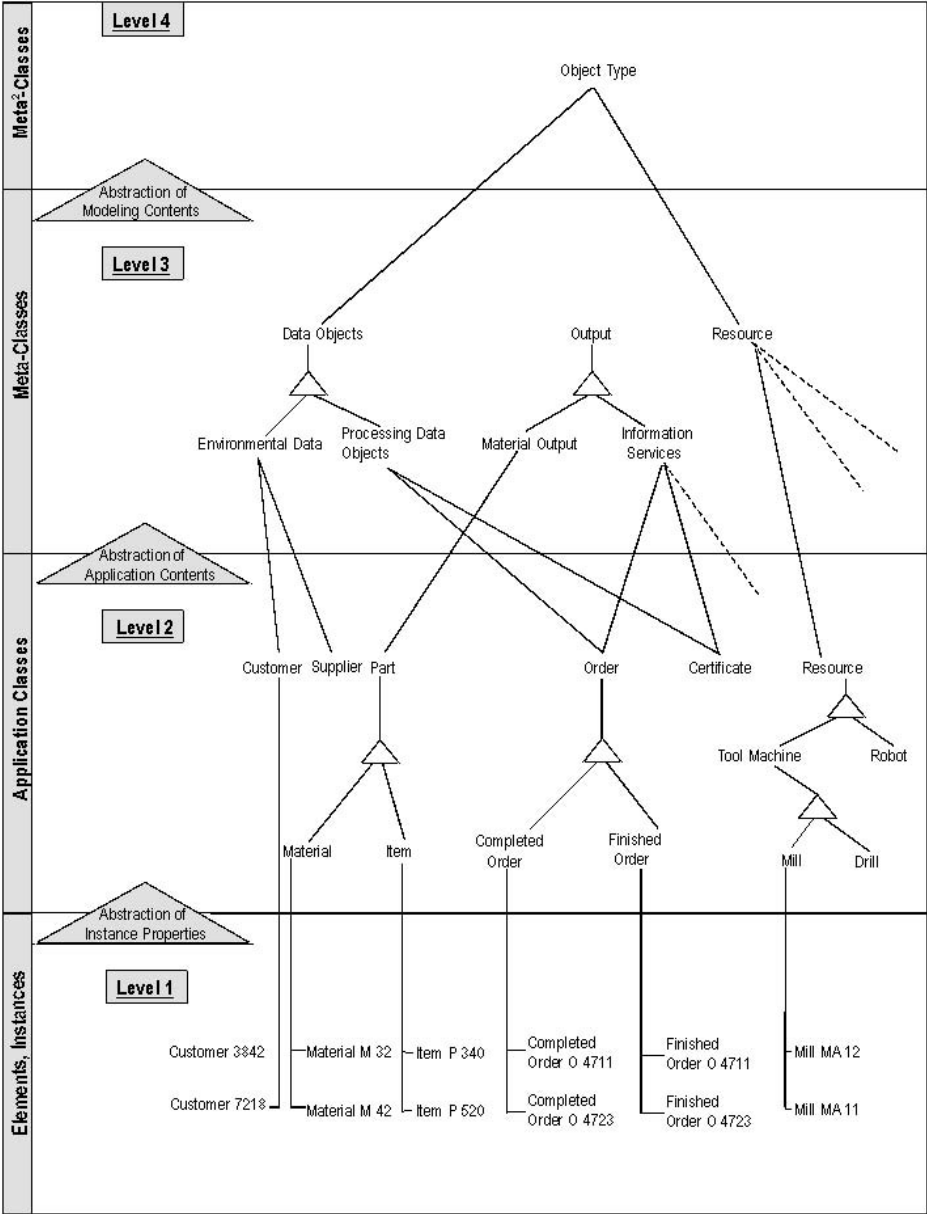 Meta²-Classes
Level 4
Object Type
Abstraction of
Modeling Contents
Meta-Classes
Level 3
Data Objects
Output
Resource
Environmental Data
Processing Data
Objects
Material Output
Information
Services
Abstraction of
Application Contents
Application Classes
Level 2
Customer
Supplier
Part
Order
Certificate
Resource
Tool Machine
Robot
Material
Item
Completed
Order
Finished
Order
Mill
Drill
Abstraction of
Instance Properties
Elements, Instances
Level 1
Customer 3842
Material M 32
Item P 340
Completed
Order O 4711
Finished
Order O 4711
Mill MA 12
Customer 7218
Material M 42
Item P 520
Completed
Order O 4723
Finished
Order O 4723
Mill MA 11